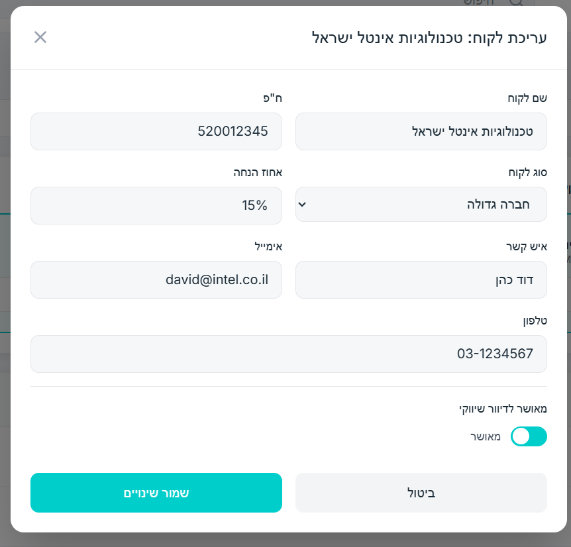 חיפוש
עריכת לקוח: טכנולוגיות אינטל ישראל
שם לקוח
ח"פ
טכנולוגיות אינטל ישראל
520012345
סוג לקוח
אחוז הנחה
חברה גדולה
15%
איש קשר
אימייל
דוד כהן
david@intel.co.il
טלפון
03-1234567
מאושר לדיוור שיווקי
מאושר
ביטול
שמור שינויים